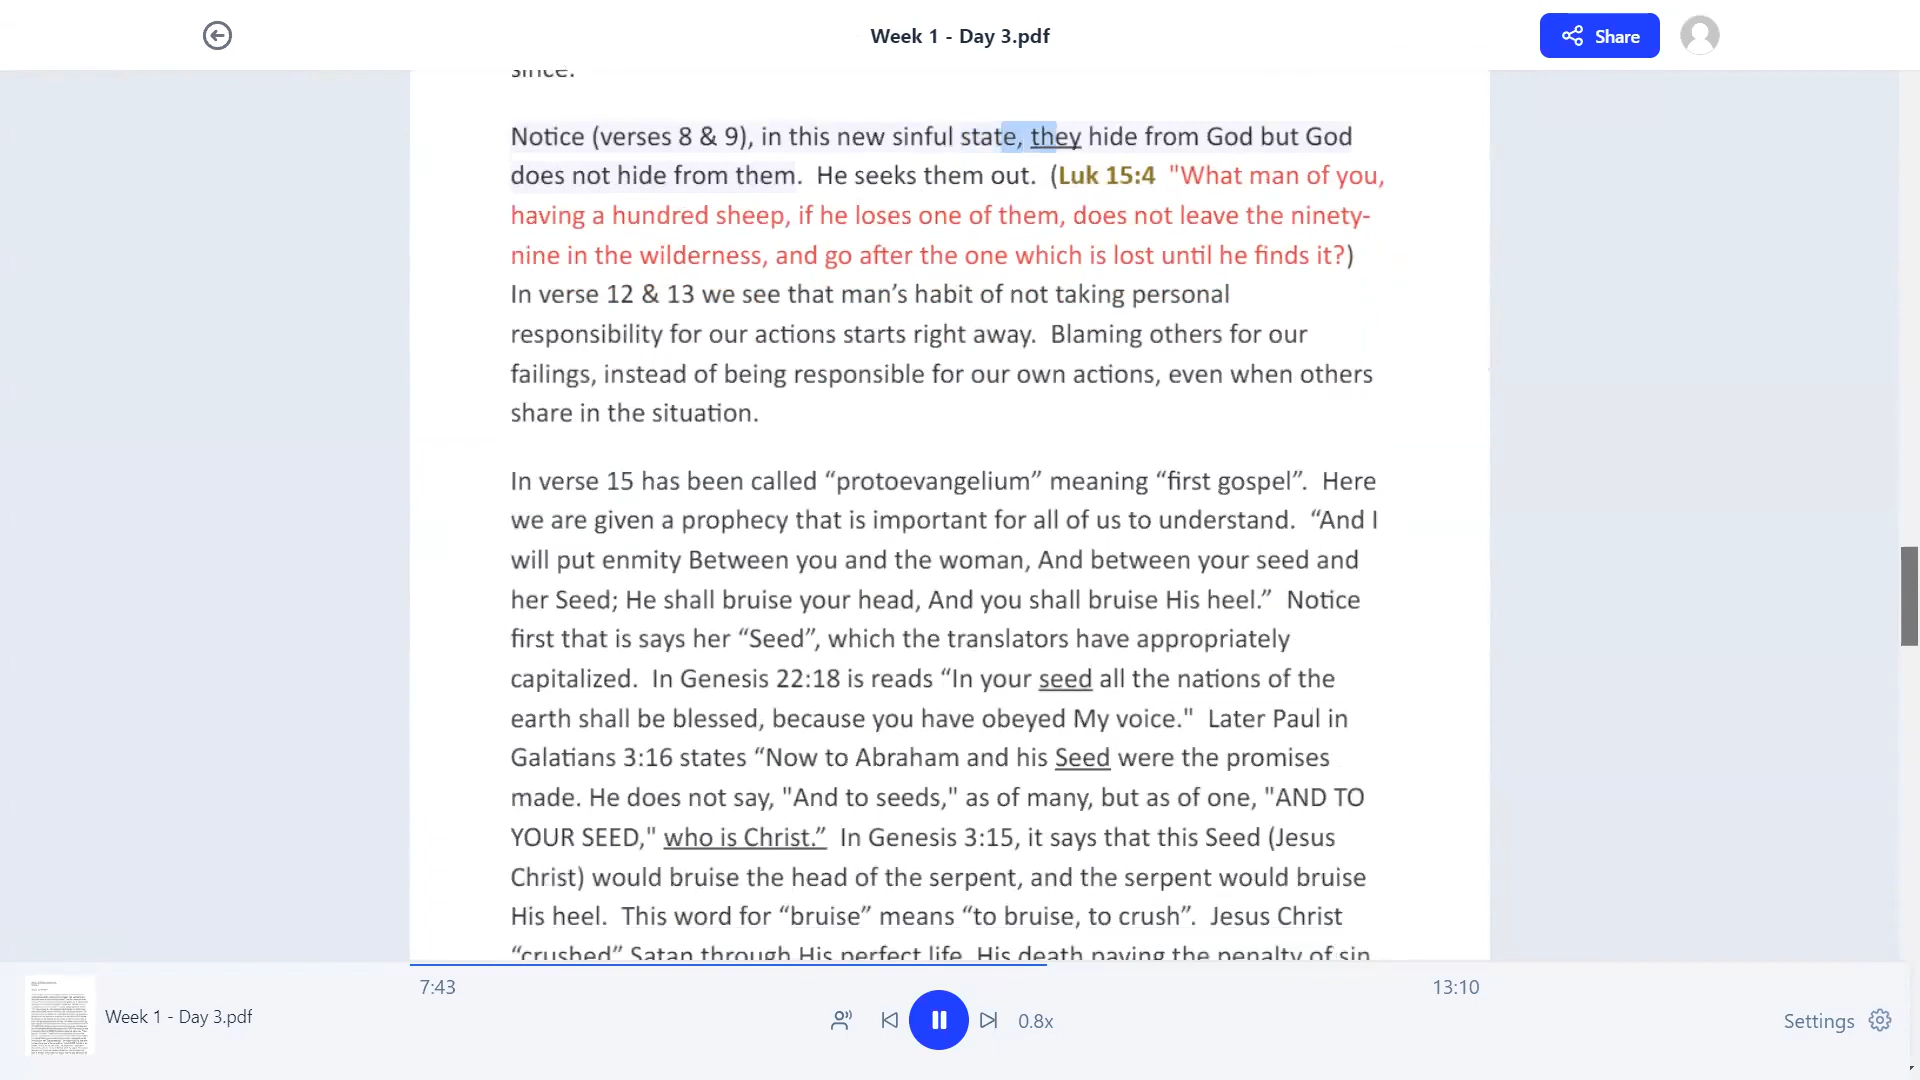 Week 1 - Day 3.pdf
Share
since.
Notice (verses 8 & 9), in this new sinful state, they hide from God but God
does not hide from them.  He seeks them out.  (Luk 15:4  "What man of you,
having a hundred sheep, if he loses one of them, does not leave the ninety-
nine in the wilderness, and go after the one which is lost until he finds it?)
In verse 12 & 13 we see that man’s habit of not taking personal
responsibility for our actions starts right away.  Blaming others for our
failings, instead of being responsible for our own actions, even when others
share in the situation.
In verse 15 has been called “protoevangelium” meaning “first gospel”.  Here
we are given a prophecy that is important for all of us to understand.  “And I
will put enmity Between you and the woman, And between your seed and
her Seed; He shall bruise your head, And you shall bruise His heel.”  Notice
first that is says her “Seed”, which the translators have appropriately
capitalized.  In Genesis 22:18 is reads “In your seed all the nations of the
earth shall be blessed, because you have obeyed My voice."  Later Paul in
Galatians 3:16 states “Now to Abraham and his Seed were the promises
made. He does not say, "And to seeds," as of many, but as of one, "AND TO
YOUR SEED," who is Christ.”  In Genesis 3:15, it says that this Seed (Jesus
Christ) would bruise the head of the serpent, and the serpent would bruise
His heel.  This word for “bruise” means “to bruise, to crush”.  Jesus Christ
“crushed” Satan through His perfect life, His death paying the penalty of sin
7:43
13:10
Week 1 - Day 3.pdf
0.8x
Settings